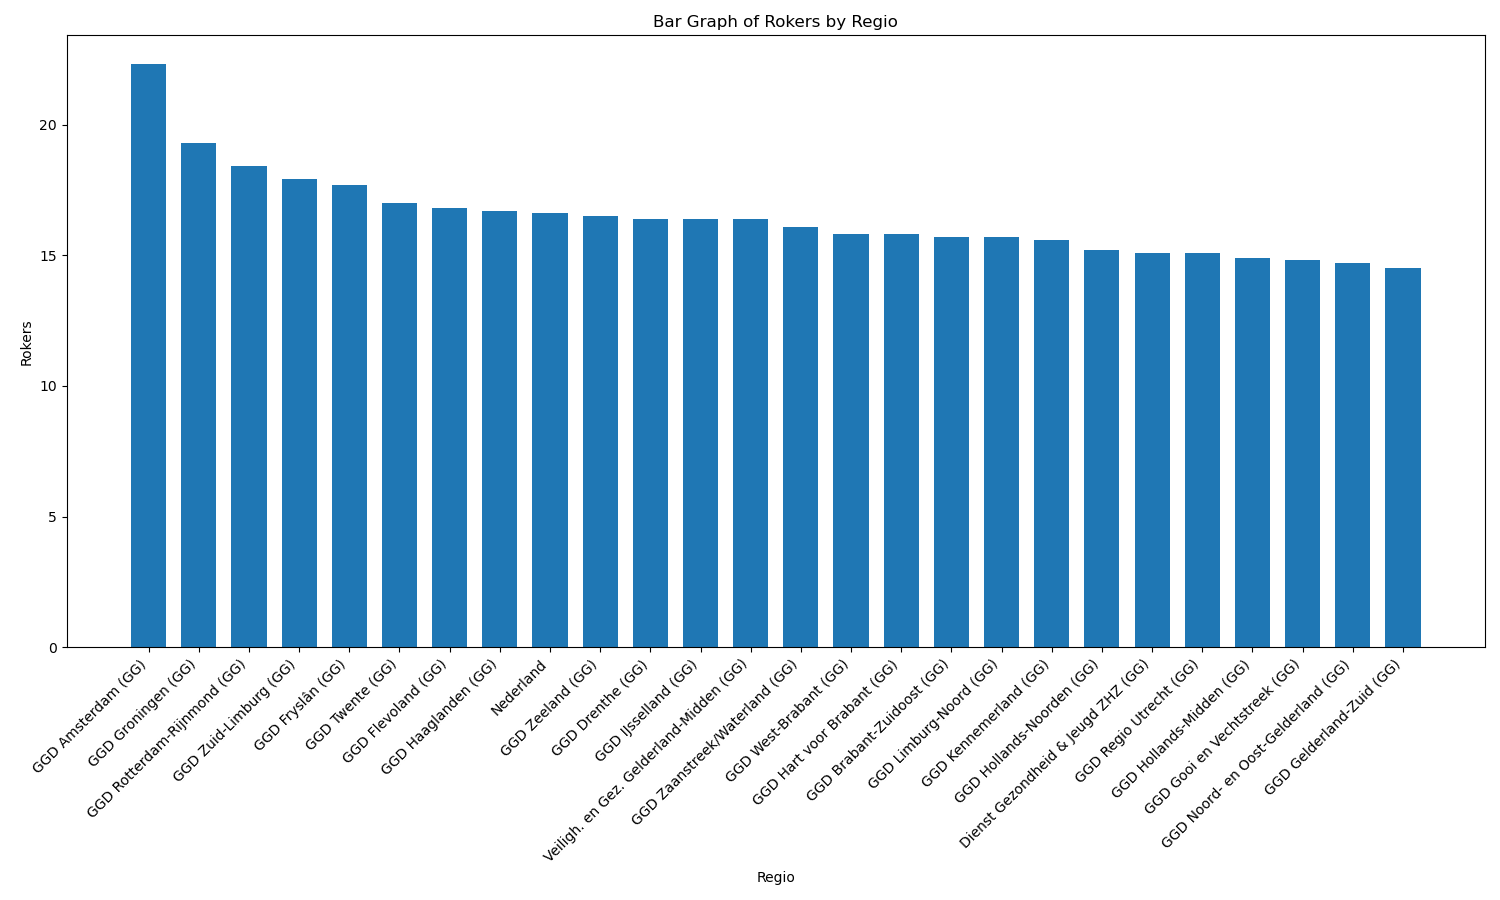 Bar Graph of Rokers by Regio
Rokers
20
15
10
5
0
GGD Amsterdam (GG)
GGD Groningen (GG)
GGD Rotterdam-Rijnmond (GG)
GGD Zuid-Limburg (GG)
GGD Fryslân (GG)
GGD Twente (GG)
GGD Flevoland (GG)
GGD Haaglanden (GG)
Nederland
GGD Zeeland (GG)
GGD Drenthe (GG)
GGD IJsselland (GG)
Veiligh. en Gez. Gelderland-Midden (GG)
GGD Zaanstreek/Waterland (GG)
GGD West-Brabant (GG)
GGD Hart voor Brabant (GG)
GGD Brabant-Zuidoost (GG)
GGD Limburg-Noord (GG)
GGD Kennemerland (GG)
GGD Hollands-Noorden (GG)
Dienst Gezondheid & Jeugd ZHZ (GG)
GGD Regio Utrecht (GG)
GGD Hollands-Midden (GG)
GGD Gooi en Vechtstreek (GG)
GGD Noord- en Oost-Gelderland (GG)
GGD Gelderland-Zuid (GG)
Regio